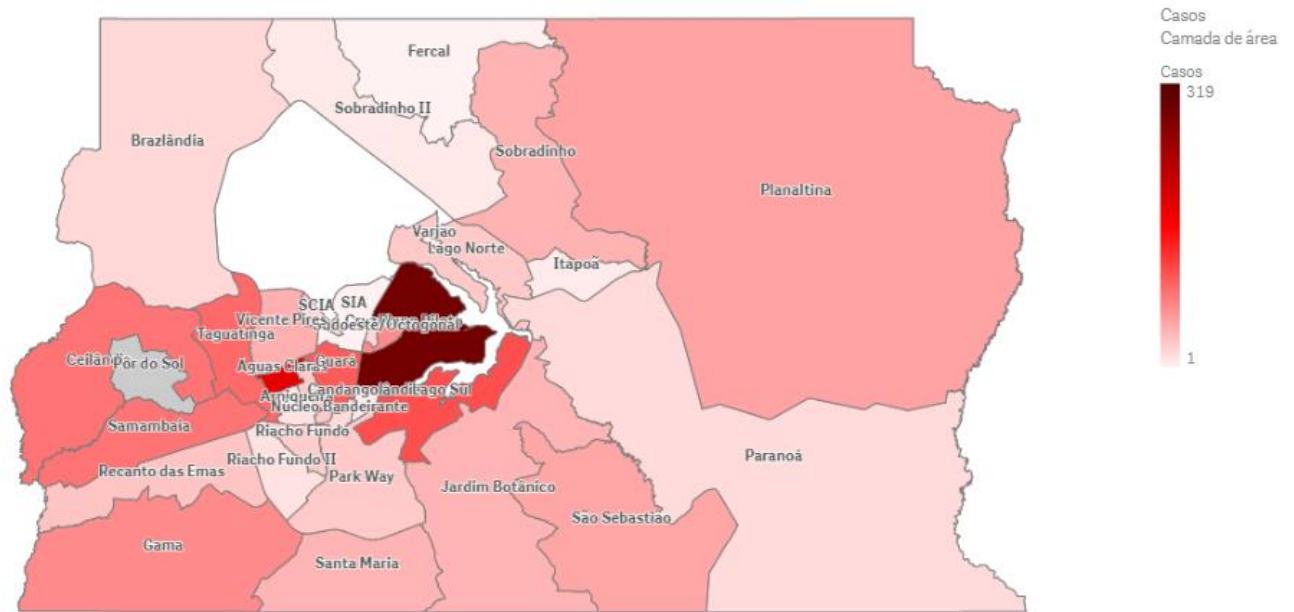 Casos
Camada de área
Casos
319
1
Fercal
Sobradinho II
Brazlândia
Sobradinho
Planaltina
Varjão
Lago Norte
Itapoã
SCIA
SIA
Vicente Pires
Sudoeste/Octogonal
Taguatinga
Pôr do Sol
Águas Claras
Guará
Candangolândia
Lago Sul
Núcleo Bandeirante
Samambaia
Riacho Fundo
Recanto das Emas
Riacho Fundo II
Park Way
Jardim Botânico
Paranoá
São Sebastião
Gama
Santa Maria